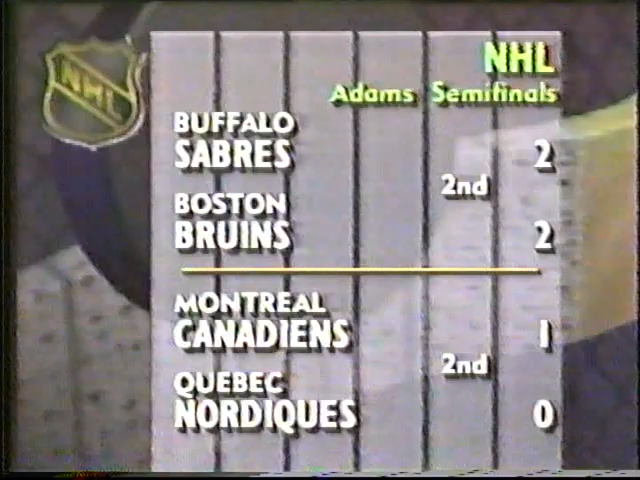 NHL
NHL
Adams Semifinals
BUFFALO
SABRES 2
2nd
BOSTON
BRUINS 2
MONTREAL
CANADIENS 1
2nd
QUEBEC
NORDIQUES 0